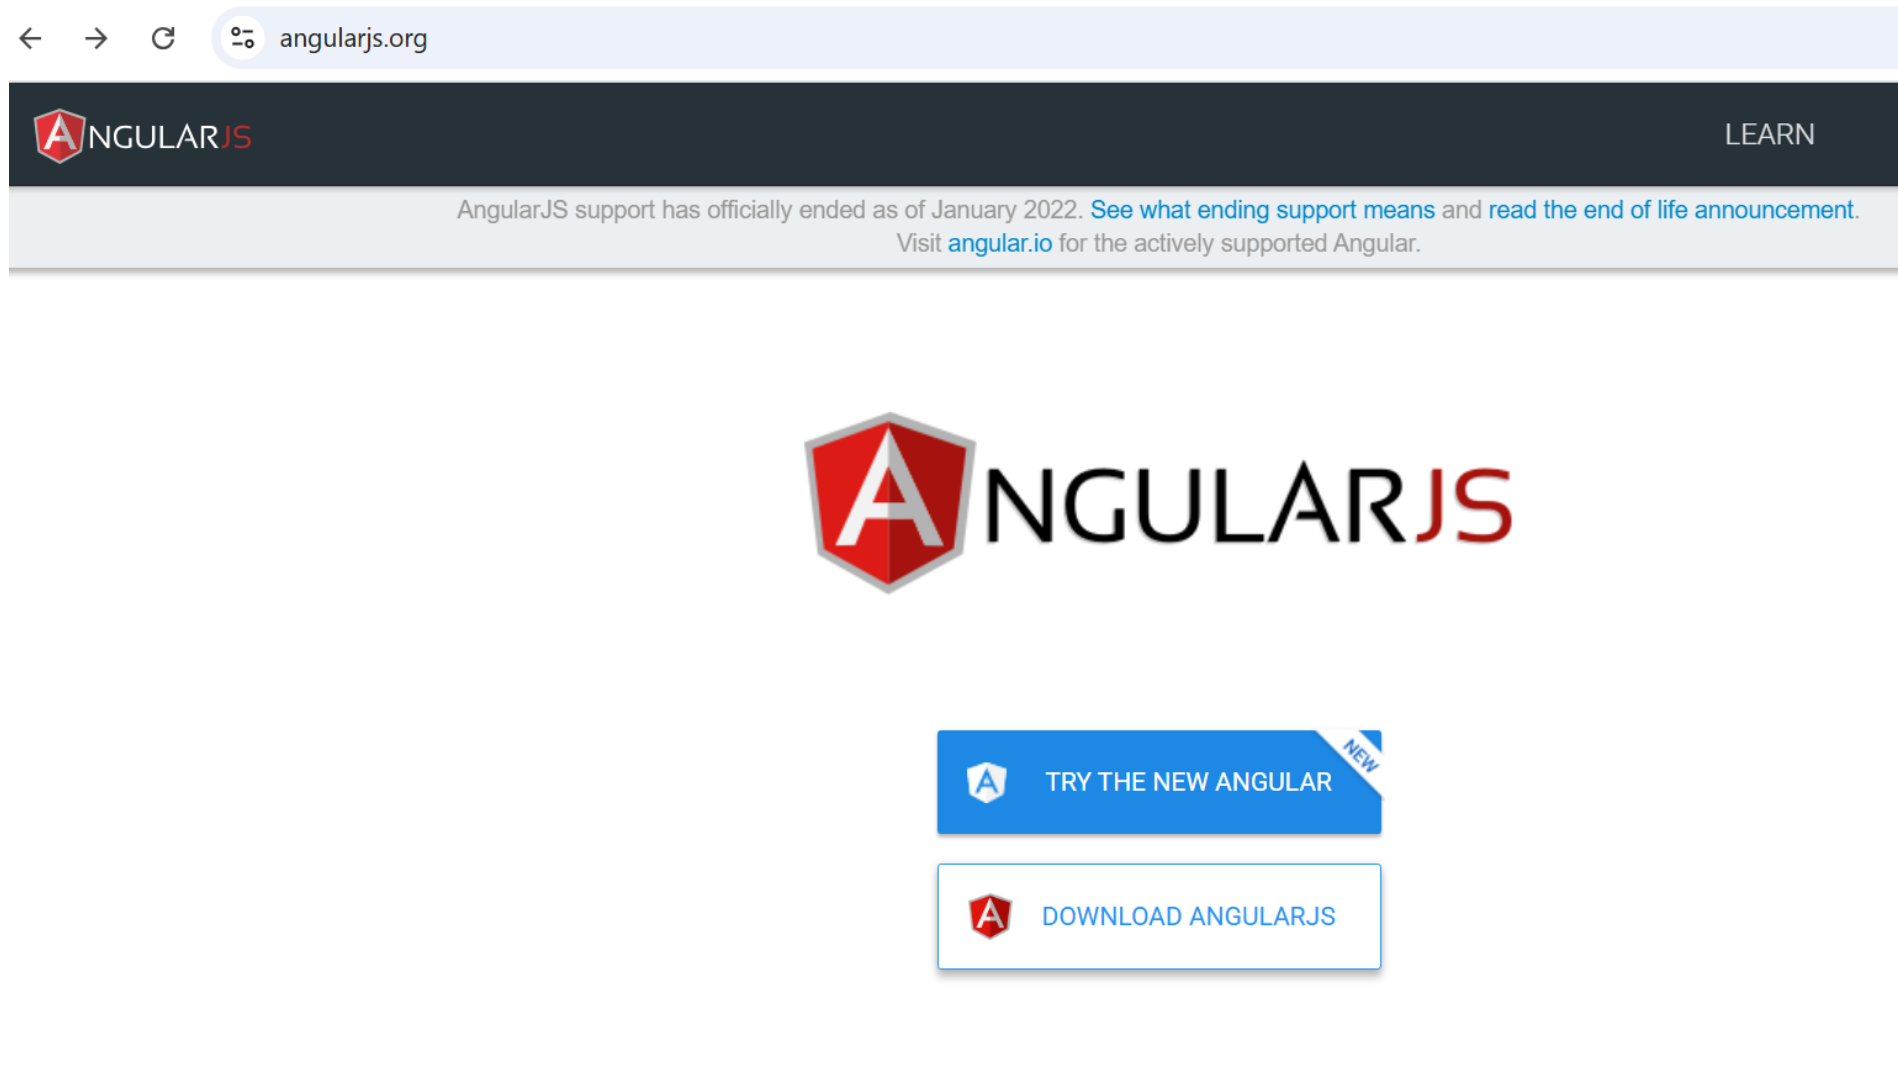 angularjs.org
ANGULARJS
LEARN
AngularJS support has officially ended as of January 2022. See what ending support means and read the end of life announcement.
Visit angular.io for the actively supported Angular.
ANGULARJS
NEW
TRY THE NEW ANGULAR
DOWNLOAD ANGULARJS